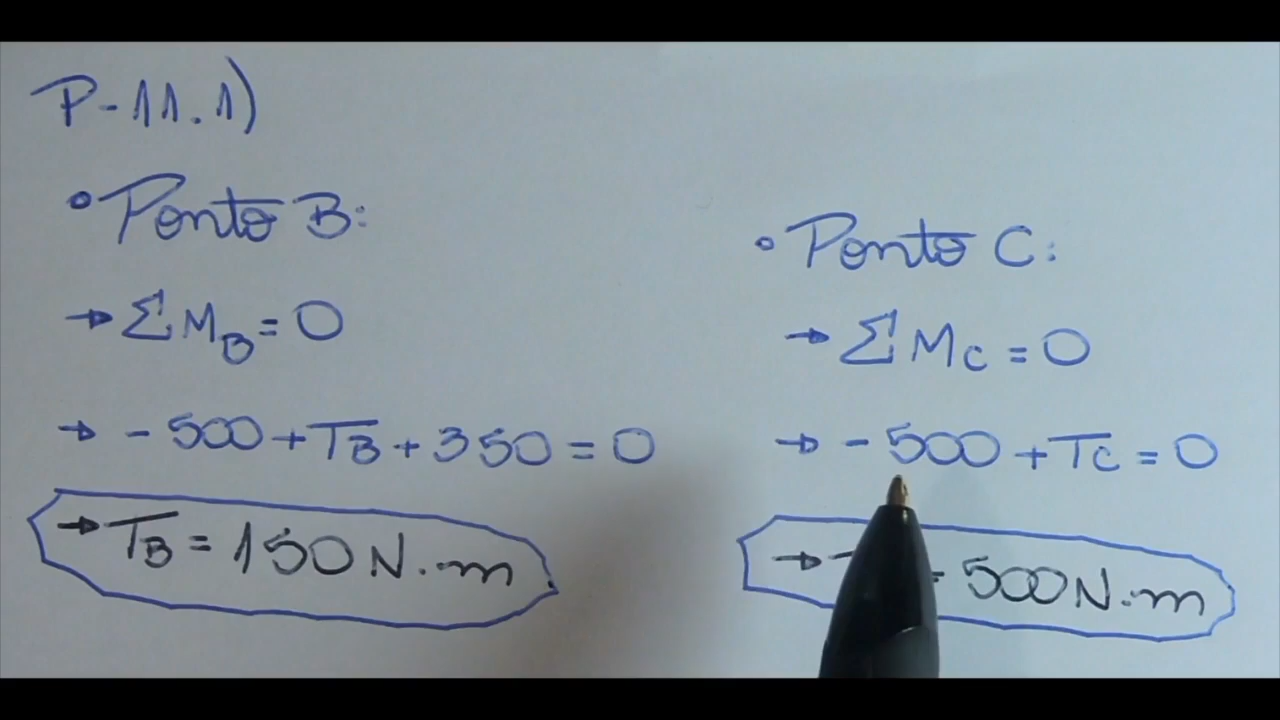 P-11.1)
• Ponto B:
→ ΣM_B = 0
→ -500 + T_B + 350 = 0
→ T_B = 150 N.m
• Ponto C:
→ ΣM_C = 0
→ -500 + T_C = 0
→ = 500 N.m